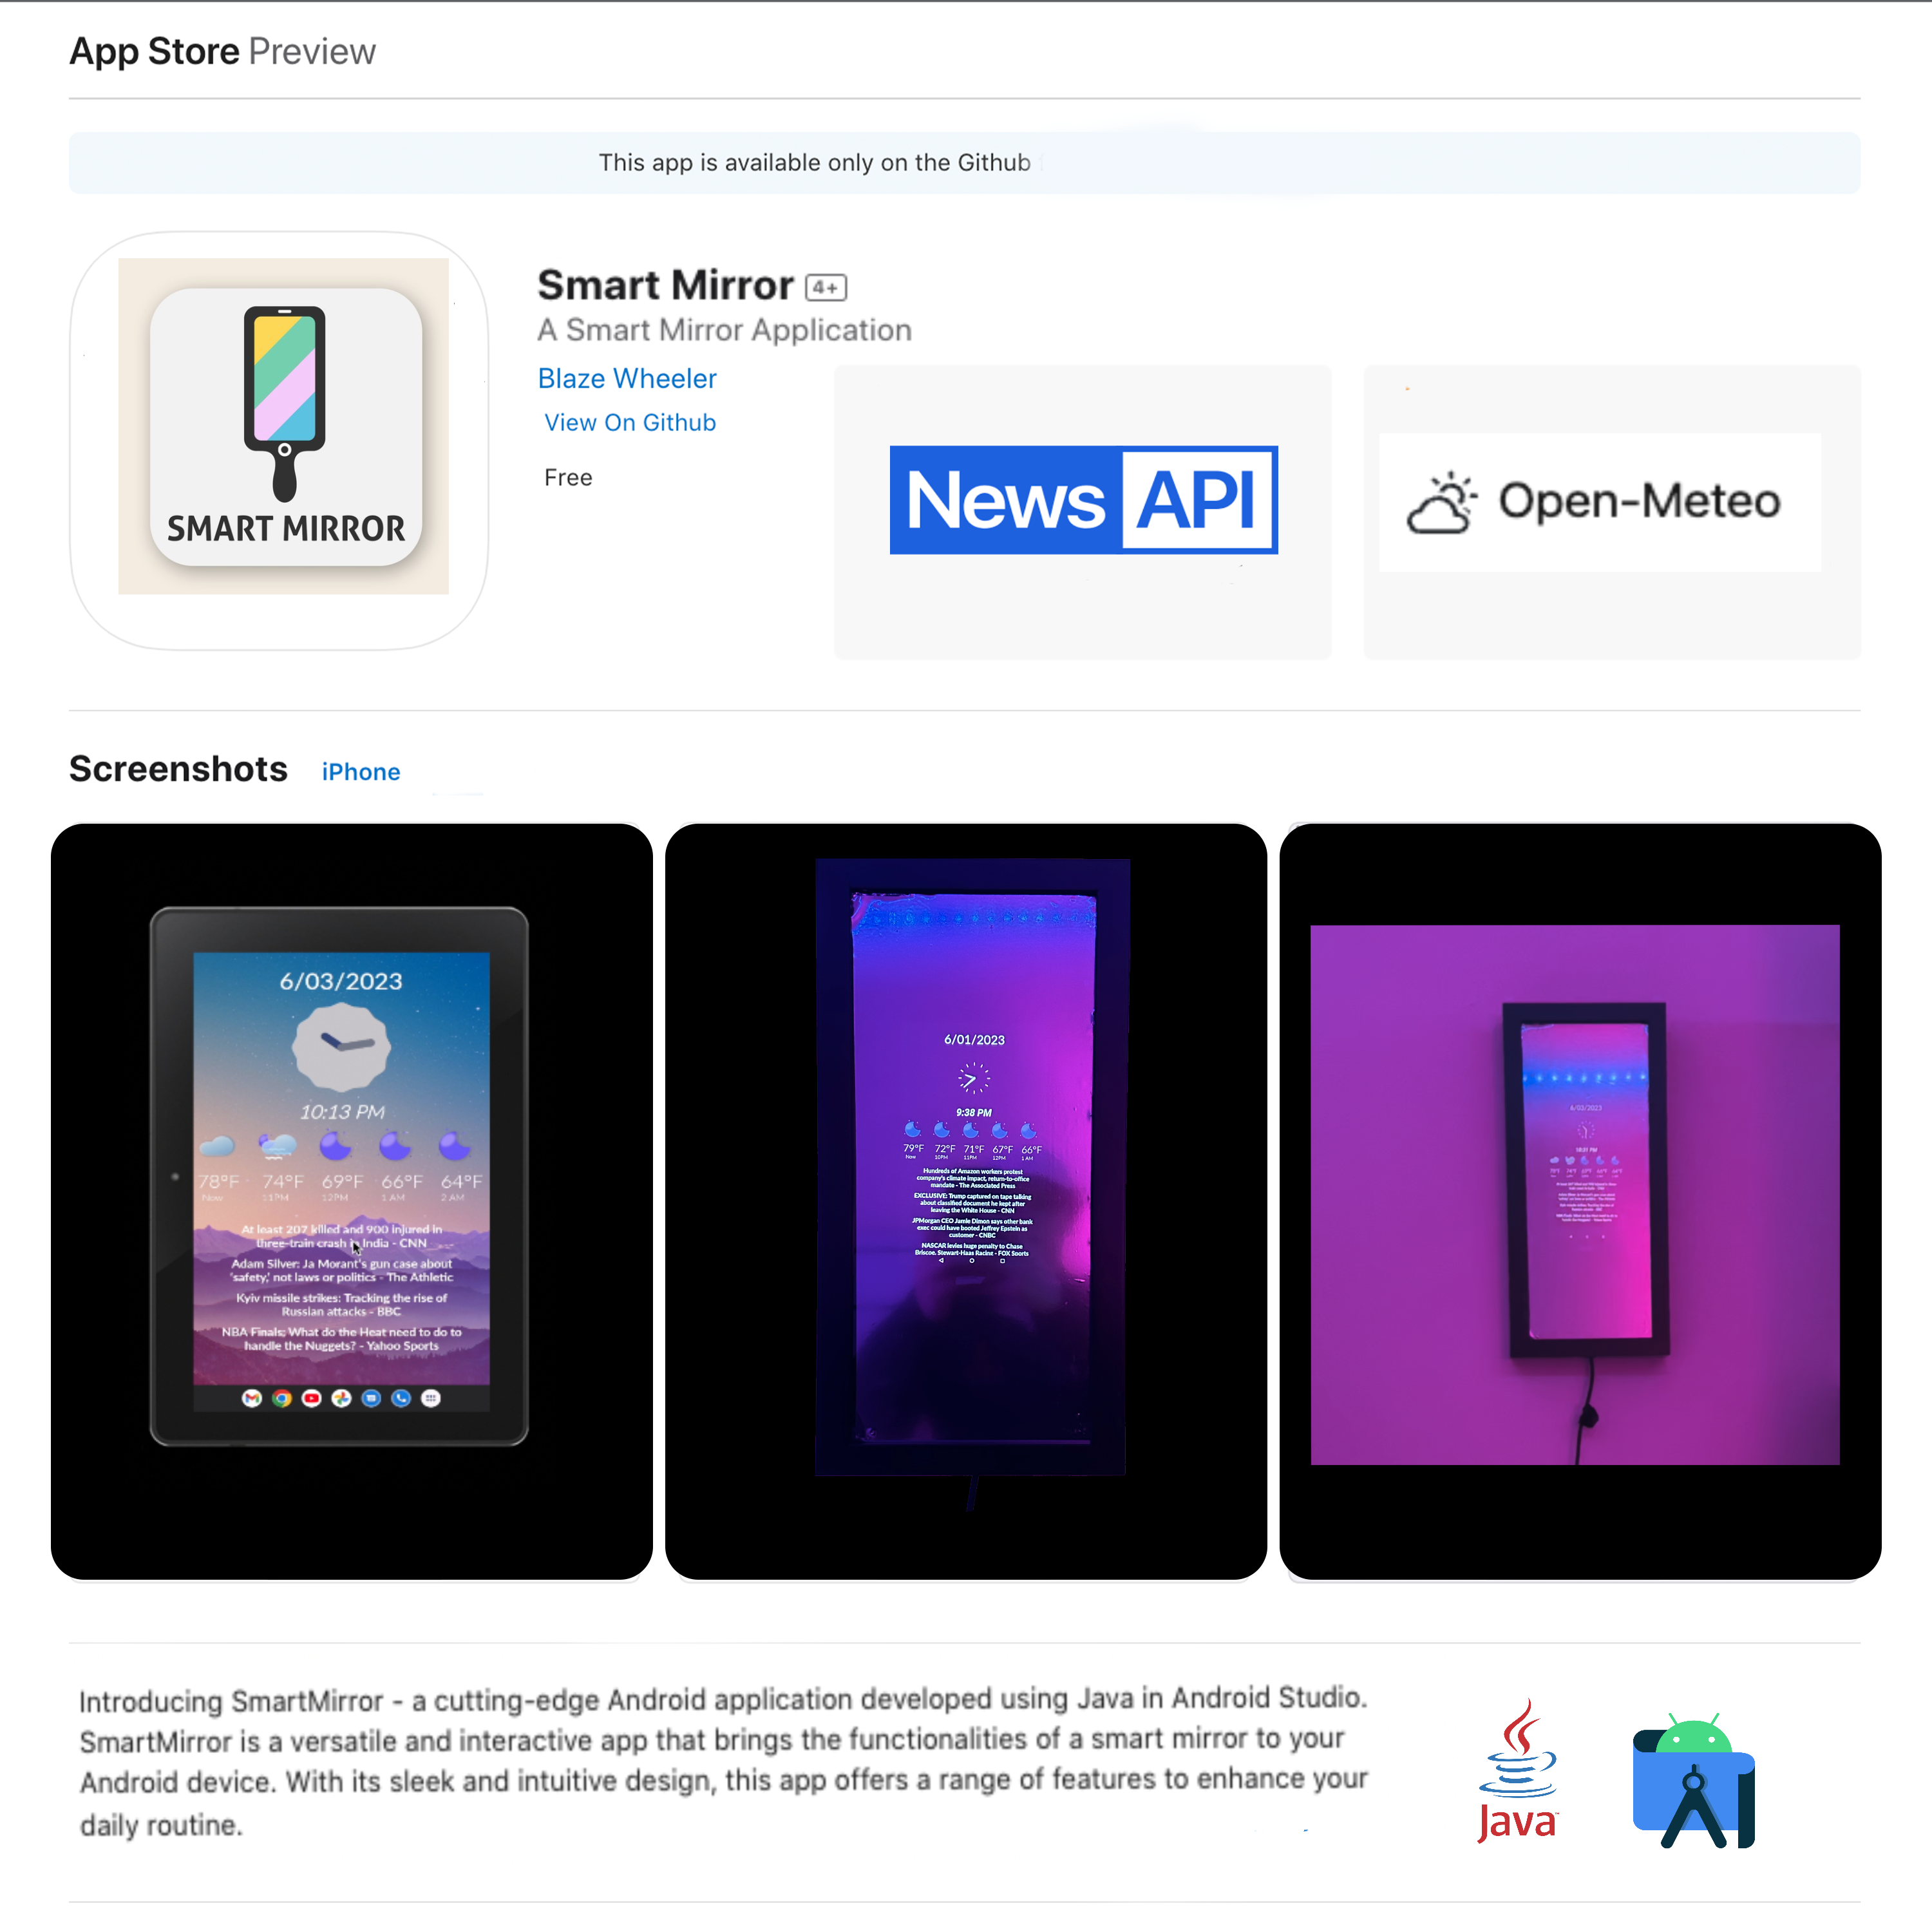 App Store Preview
This app is available only on the Github
SMART MIRROR
Smart Mirror 4+
A Smart Mirror Application
Blaze Wheeler
View On Github
Free
News API
Open-Meteo
Screenshots iPhone
6/03/2023
10:13 PM
78°F 74°F 69°F 66°F 64°F
Now 11PM 12PM 1 AM 2 AM
At least 207 killed and 900 injured in
three-train crash in India - CNN
Adam Silver: Ja Morant's gun case about
'safety,' not laws or politics - The Athletic
Kyiv missile strikes: Tracking the rise of
Russian attacks - BBC
NBA Finals: What do the Heat need to do to
handle the Nuggets? - Yahoo Sports
6/01/2023
9:38 PM
79°F 72°F 71°F 67°F 66°F
Now 10PM 11PM 12PM 1 AM
Hundreds of Amazon workers protest
company's climate impact, return-to-office
mandate - The Associated Press
EXCLUSIVE: Trump captured on tape talking
about classified document he kept after
leaving the White House - CNN
JPMorgan CEO Jamie Dimon says other bank
exec could have booted Jeffrey Epstein as
customer - CNBC
NASCAR levies huge penalty to Chase
Briscoe, Stewart-Haas Racing - FOX Sports
6/03/2023
Introducing SmartMirror - a cutting-edge Android application developed using Java in Android Studio.
SmartMirror is a versatile and interactive app that brings the functionalities of a smart mirror to your
Android device. With its sleek and intuitive design, this app offers a range of features to enhance your
daily routine.
Java